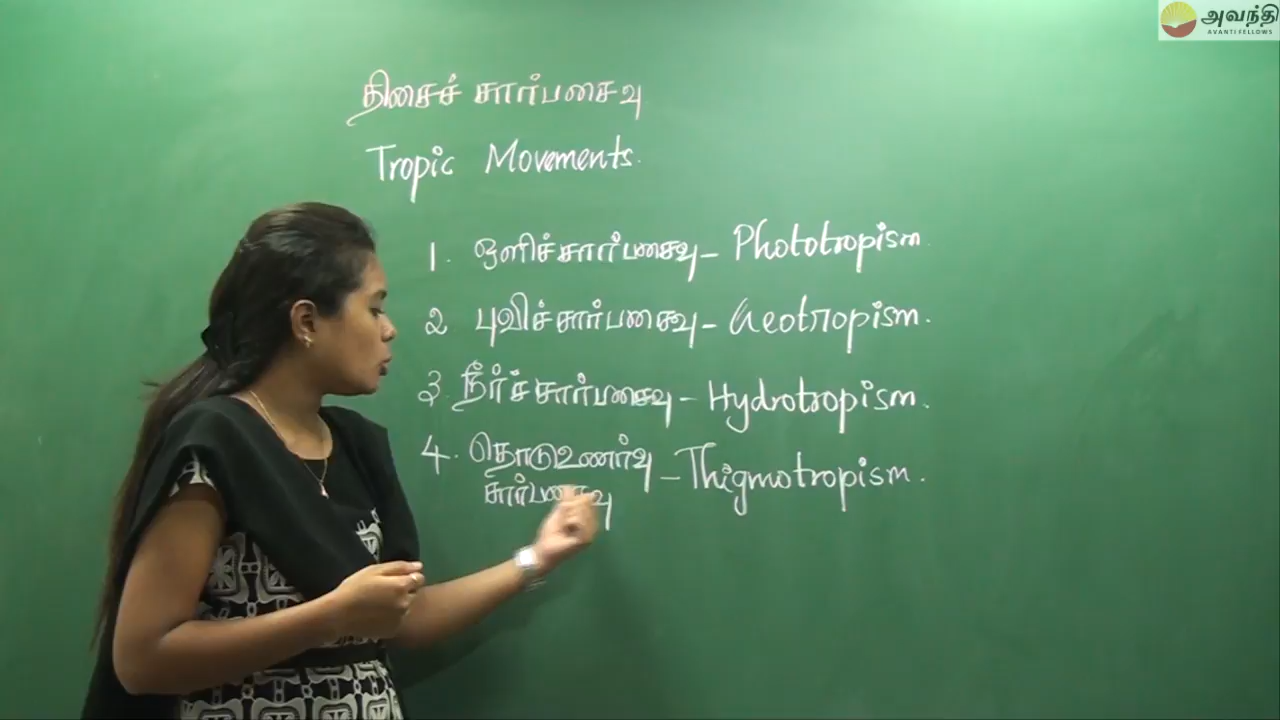 அவந்தி
AVANTI FELLOWS
திசைச் சார்பசைவு
Tropic Movements.
1. ஒளிச்சார்பசைவு - Phototropism.
2 புவிச்சார்பசைவு - Geotropism.
3. நீர்ச்சார்பசைவு - Hydrotropism.
4. தொடுஉணர்வு - Thigmotropism.
சார்பசைவு